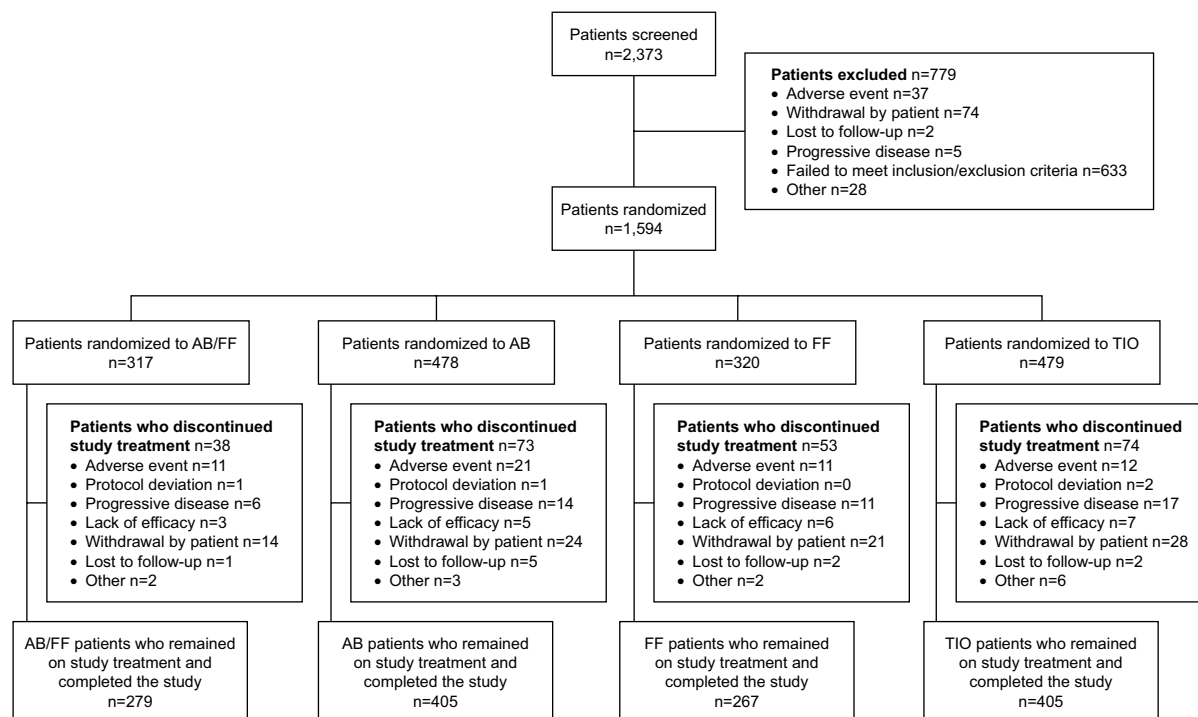 Patients screened
n=2,373
Patients excluded n=779
• Adverse event n=37
• Withdrawal by patient n=74
• Lost to follow-up n=2
• Progressive disease n=5
• Failed to meet inclusion/exclusion criteria n=633
• Other n=28
Patients randomized
n=1,594
Patients randomized to AB/FF
n=317
Patients randomized to AB
n=478
Patients randomized to FF
n=320
Patients randomized to TIO
n=479
Patients who discontinued
study treatment n=38
• Adverse event n=11
• Protocol deviation n=1
• Progressive disease n=6
• Lack of efficacy n=3
• Withdrawal by patient n=14
• Lost to follow-up n=1
• Other n=2
Patients who discontinued
study treatment n=73
• Adverse event n=21
• Protocol deviation n=1
• Progressive disease n=14
• Lack of efficacy n=5
• Withdrawal by patient n=24
• Lost to follow-up n=5
• Other n=3
Patients who discontinued
study treatment n=53
• Adverse event n=11
• Protocol deviation n=0
• Progressive disease n=11
• Lack of efficacy n=6
• Withdrawal by patient n=21
• Lost to follow-up n=2
• Other n=2
Patients who discontinued
study treatment n=74
• Adverse event n=12
• Protocol deviation n=2
• Progressive disease n=17
• Lack of efficacy n=7
• Withdrawal by patient n=28
• Lost to follow-up n=2
• Other n=6
AB/FF patients who remained
on study treatment and
completed the study
n=279
AB patients who remained
on study treatment and
completed the study
n=405
FF patients who remained
on study treatment and
completed the study
n=267
TIO patients who remained
on study treatment and
completed the study
n=405